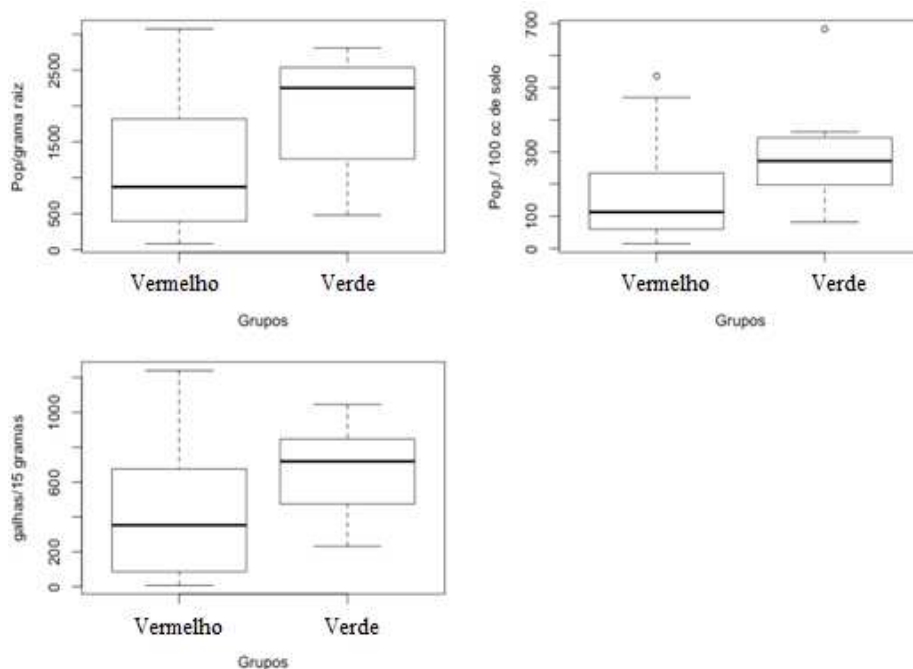 Pop/grama raiz
2500
1500
500
0
Vermelho
Verde
Grupos
Pop./ 100 cc de solo
700
500
300
100
0
Vermelho
Verde
Grupos
galhas/15 gramas
1000
600
200
0
Vermelho
Verde
Grupos